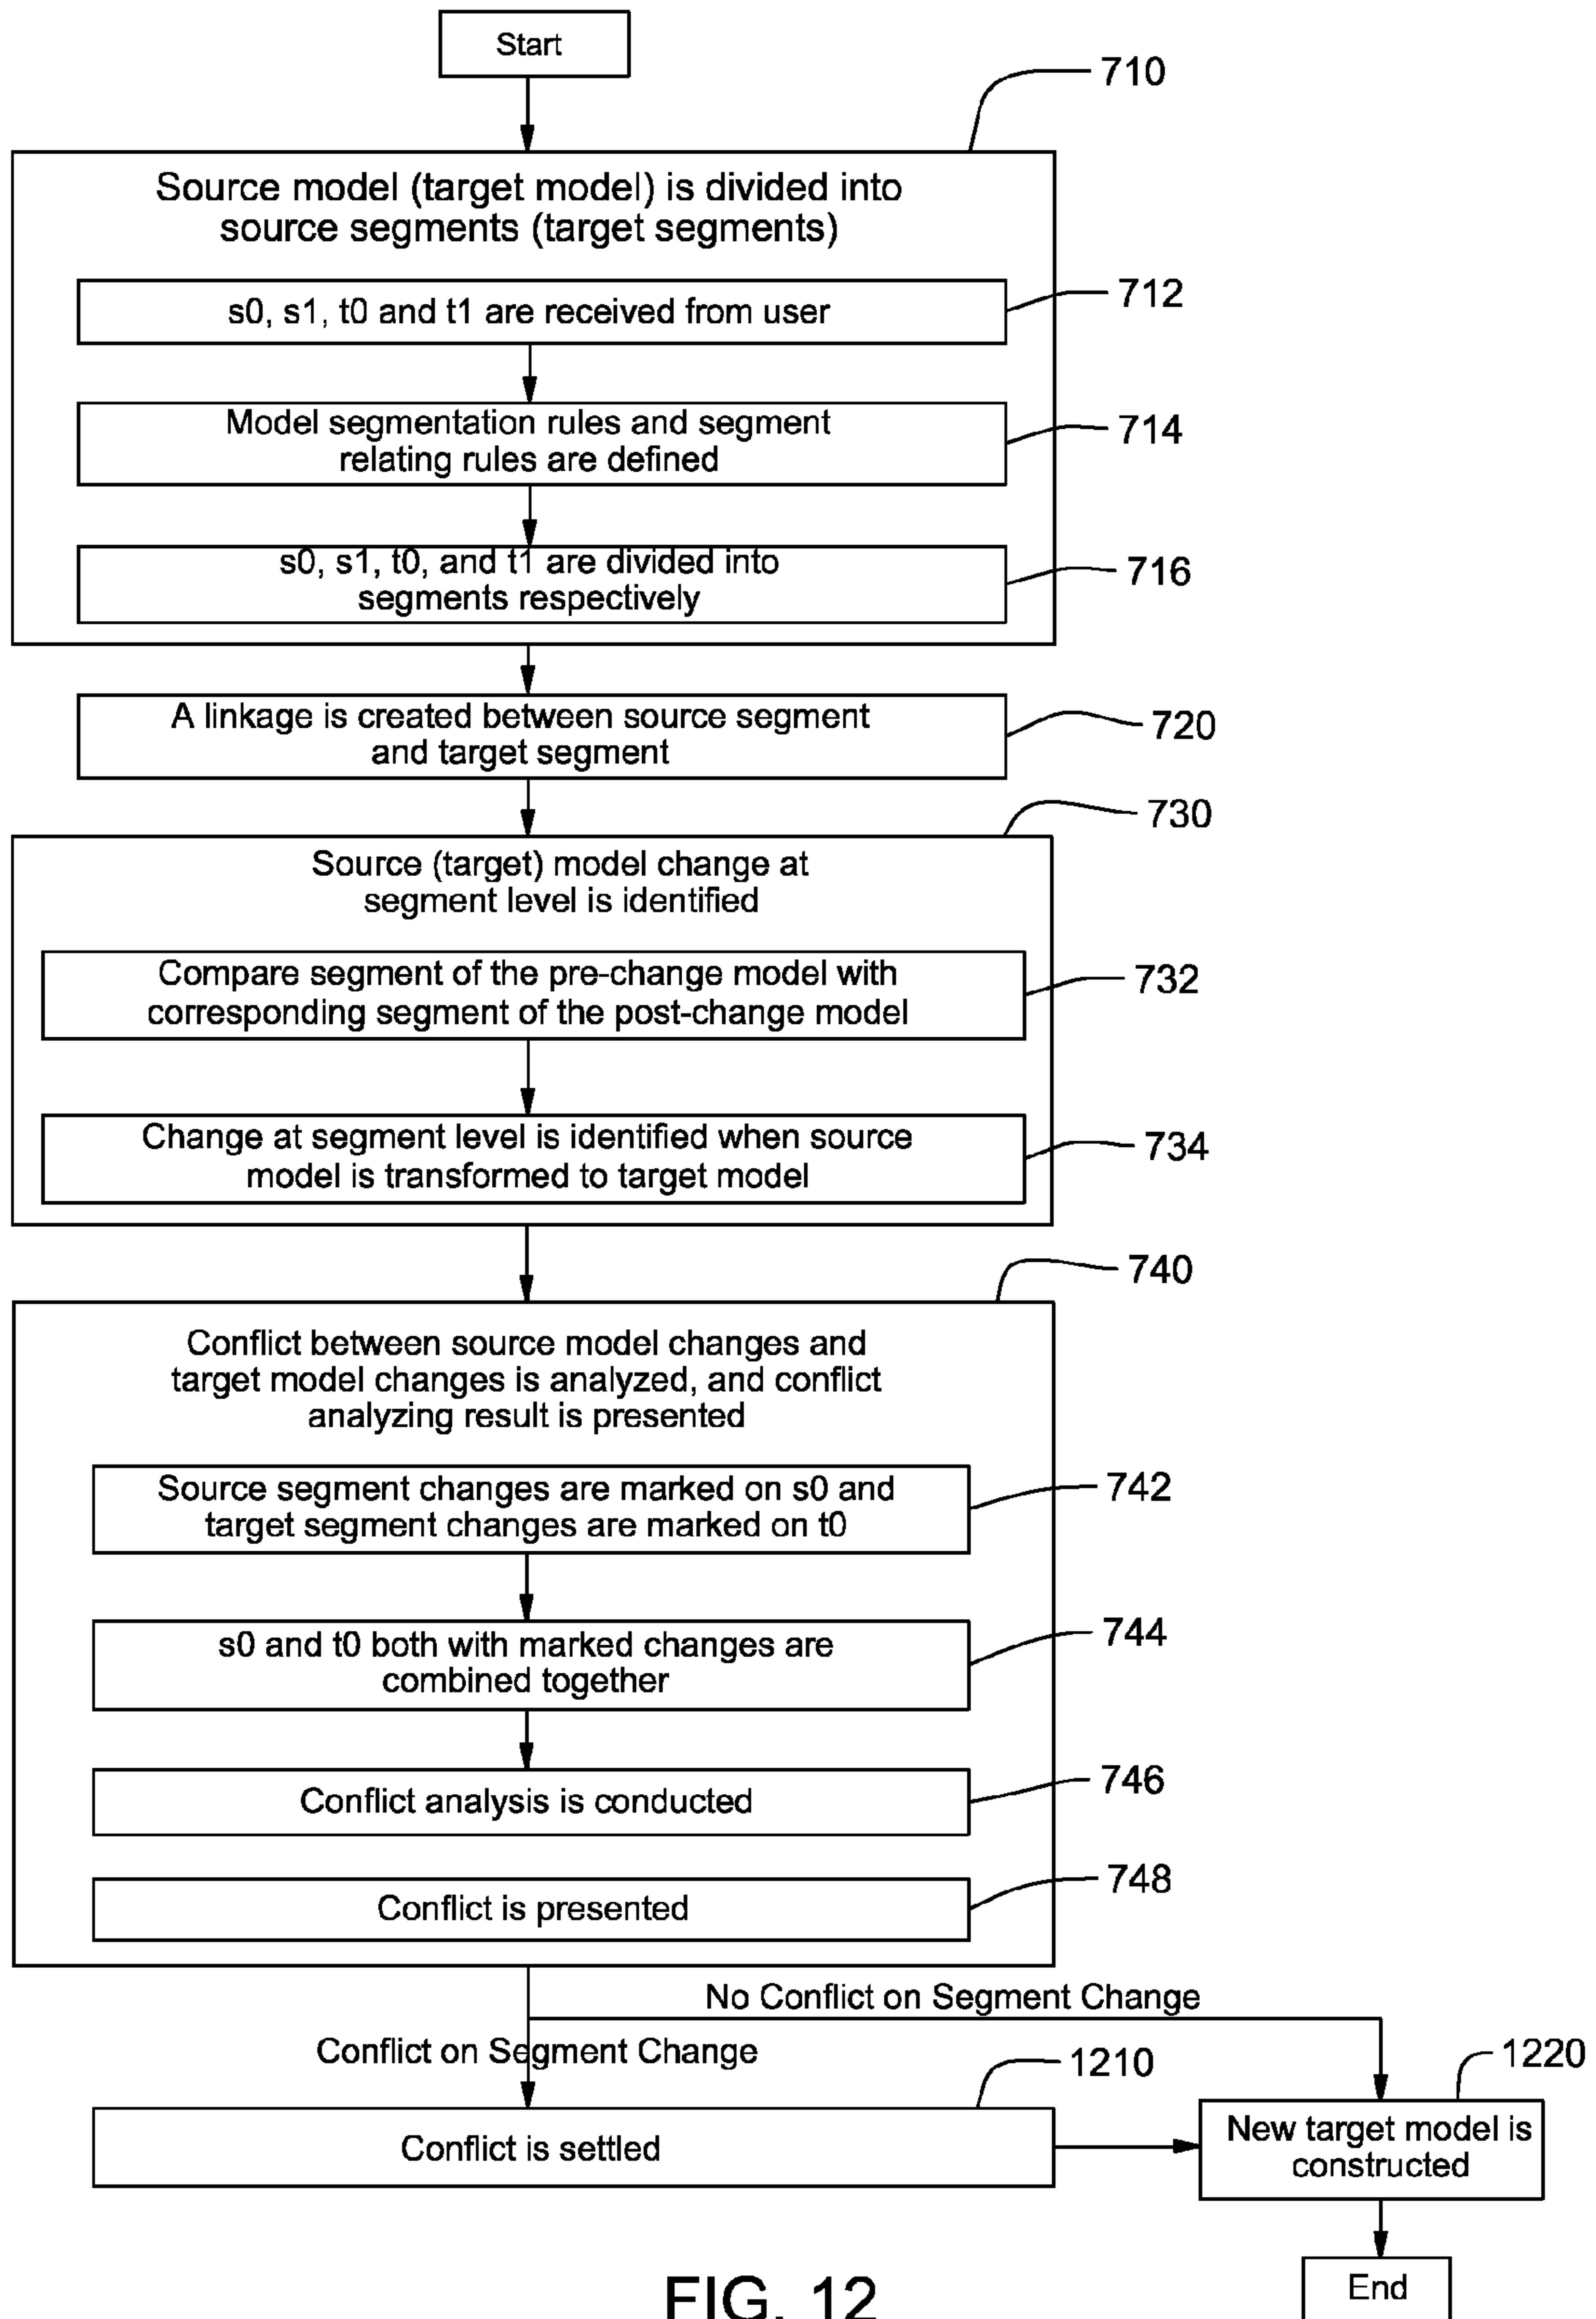 Start
710
Source model (target model) is divided into
source segments (target segments)
s0, s1, t0 and t1 are received from user
712
Model segmentation rules and segment
relating rules are defined
714
s0, s1, t0, and t1 are divided into
segments respectively
716
A linkage is created between source segment
and target segment
720
730
Source (target) model change at
segment level is identified
Compare segment of the pre-change model with
corresponding segment of the post-change model
732
Change at segment level is identified when source
model is transformed to target model
734
740
Conflict between source model changes and
target model changes is analyzed, and conflict
analyzing result is presented
Source segment changes are marked on s0 and
target segment changes are marked on t0
742
s0 and t0 both with marked changes are
combined together
744
Conflict analysis is conducted
746
Conflict is presented
748
No Conflict on Segment Change
Conflict on Segment Change
1210
1220
Conflict is settled
New target model is
constructed
End
FIG. 12